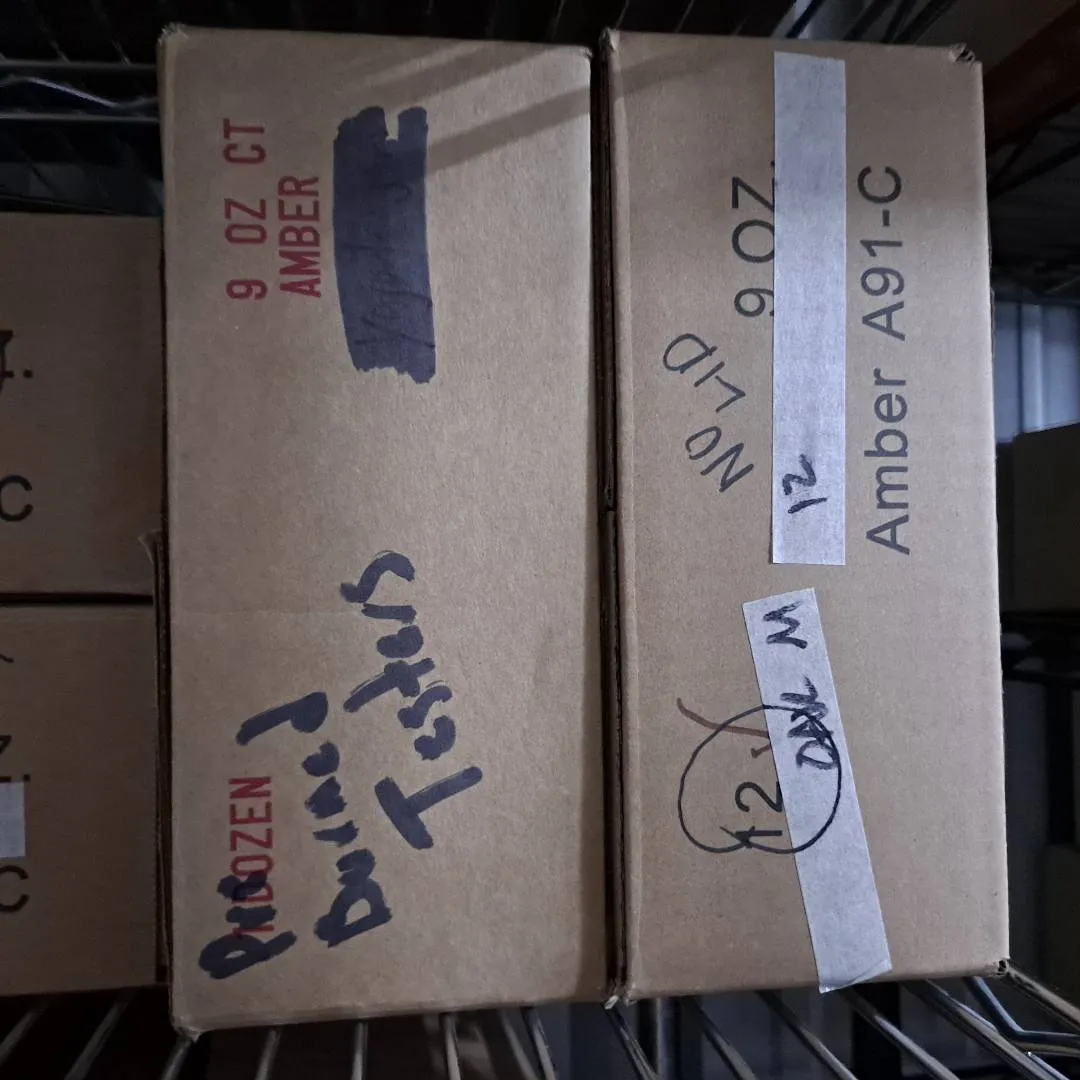 DOZEN 9 OZ CT
AMBER
Burned
Testers
NO LID
12 9 OZ
M 12
Amber A91-C
C
C